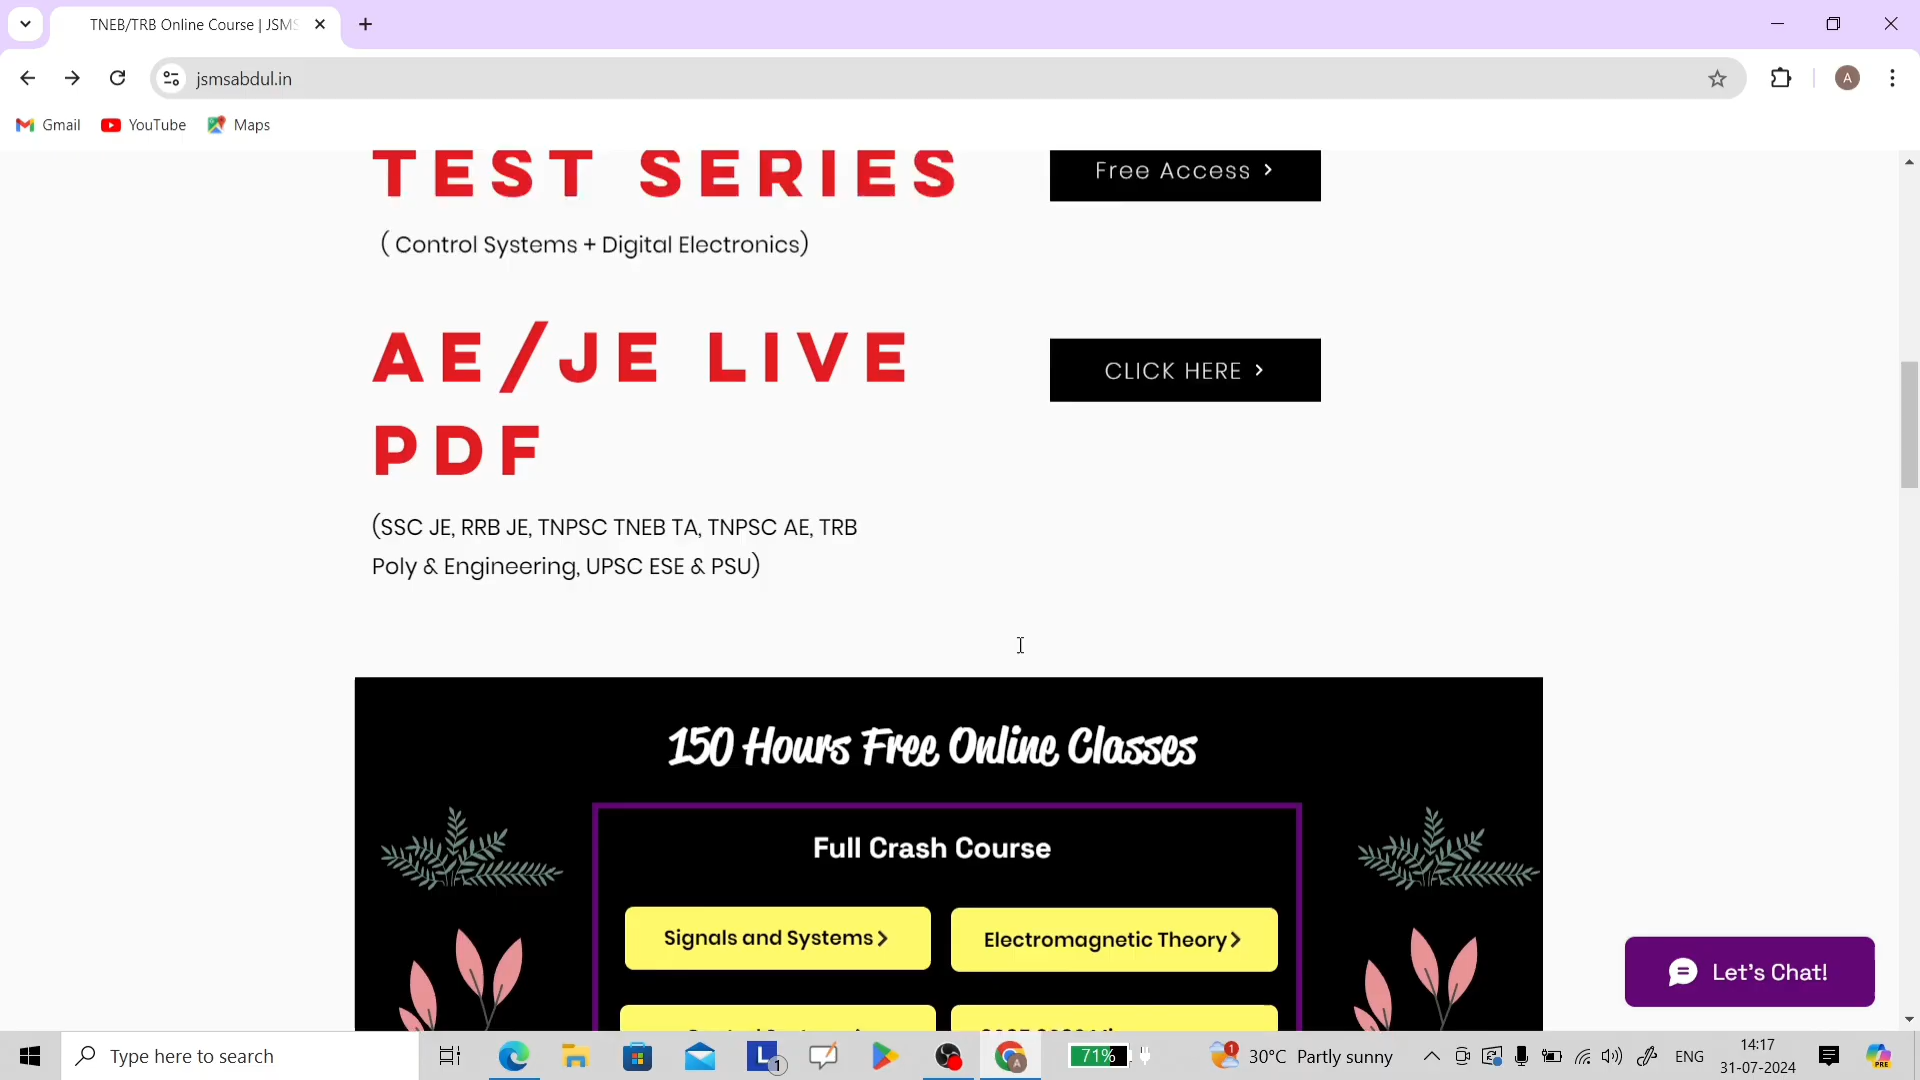 TNEB/TRB Online Course | JSMS
jsmsabdul.in
A
Gmail
YouTube
Maps
TEST SERIES
Free Access >
( Control Systems + Digital Electronics)
AE/JE LIVE
PDF
CLICK HERE >
(SSC JE, RRB JE, TNPSC TNEB TA, TNPSC AE, TRB
Poly & Engineering, UPSC ESE & PSU)
150 Hours Free Online Classes
Full Crash Course
Signals and Systems >
Electromagnetic Theory >
Let's Chat!
Type here to search
L
1
A
71%
1
30°C Partly sunny
ENG
14:17
31-07-2024
PRE